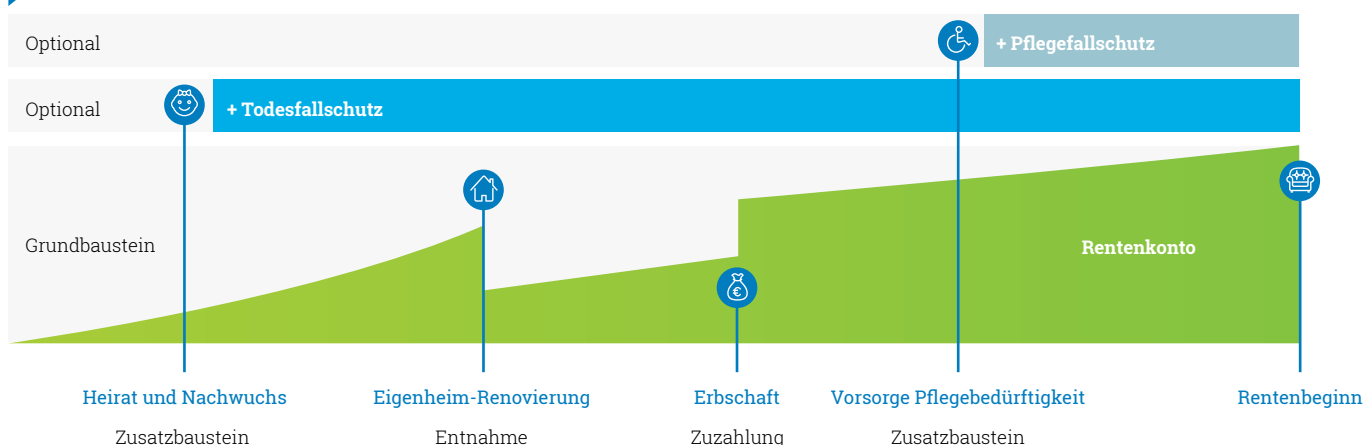 Optional
+ Pflegefallschutz
Optional
+ Todesfallschutz
€
Grundbaustein
Rentenkonto
Heirat und Nachwuchs
Eigenheim-Renovierung
Erbschaft
Vorsorge Pflegebedürftigkeit
Rentenbeginn
Zusatzbaustein
Entnahme
Zuzahlung
Zusatzbaustein